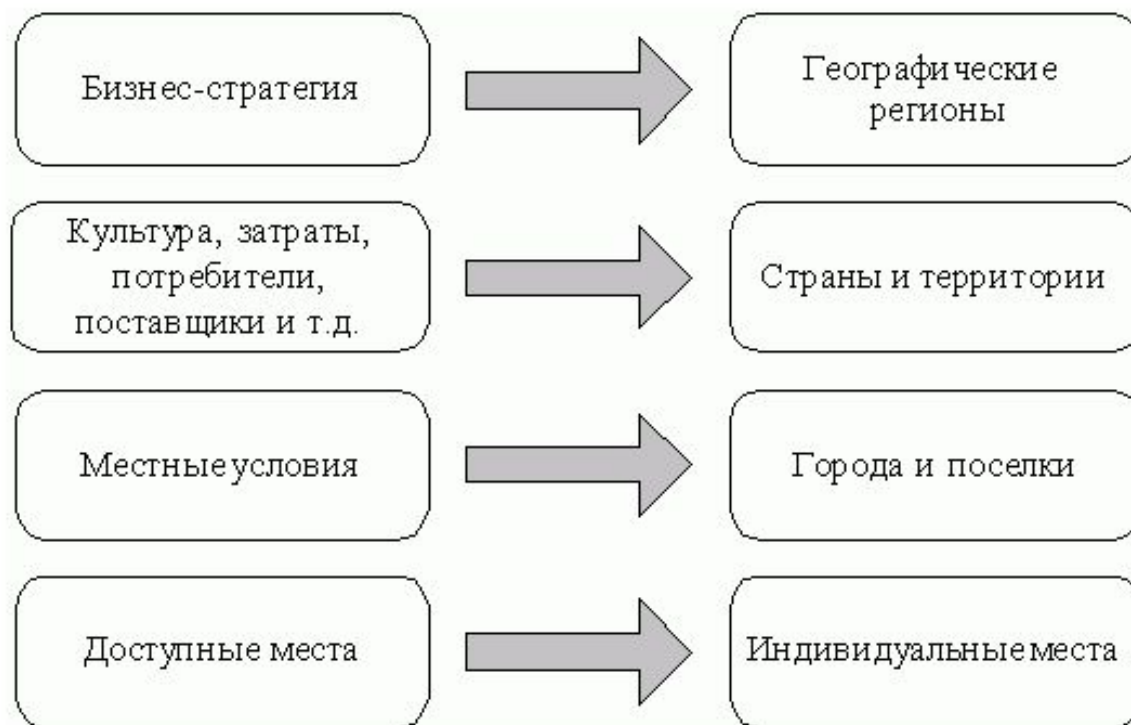 Бизнес-стратегия
Географические
регионы
Культура, затраты,
потребители,
поставщики и т.д.
Страны и территории
Местные условия
Города и поселки
Доступные места
Индивидуальные места